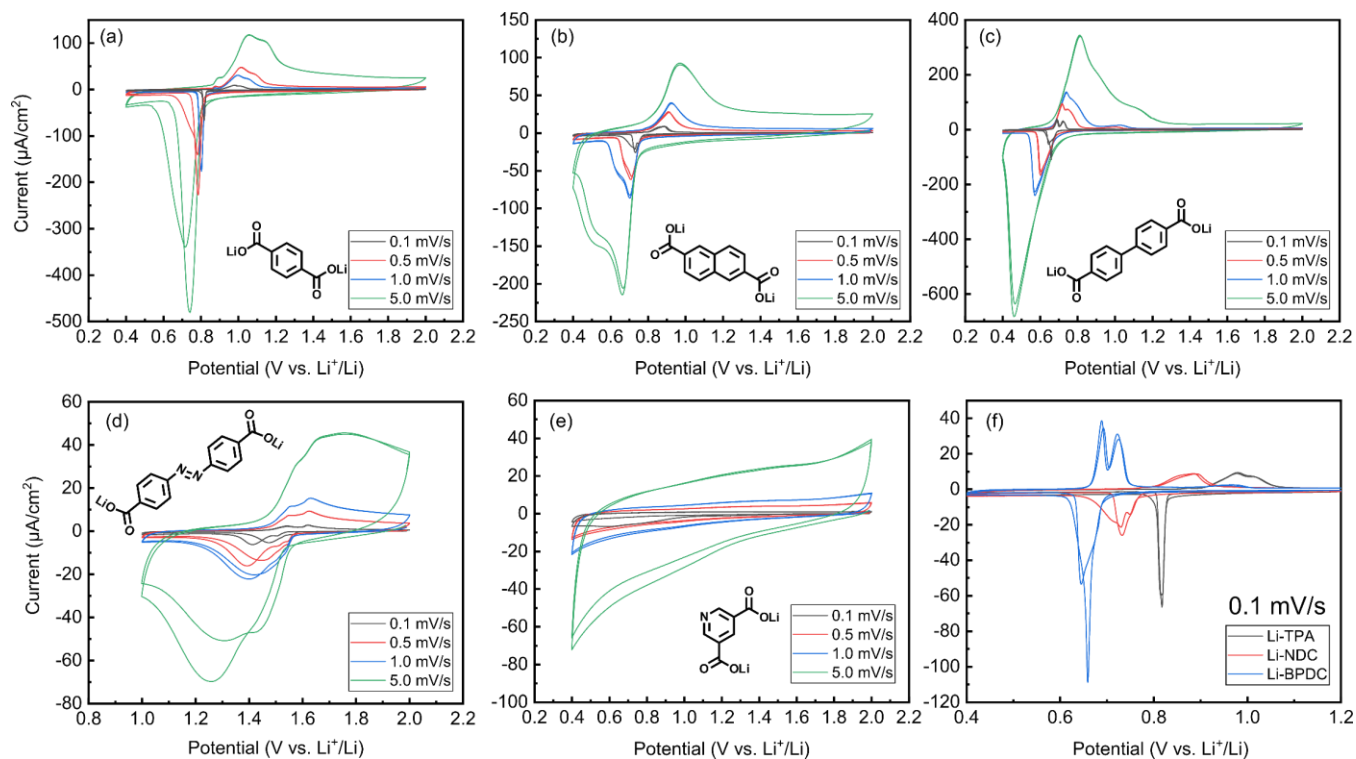 (a)
100
0
-100
-200
-300
-400
-500
Current (μA/cm²)
0.4 0.6 0.8 1.0 1.2 1.4 1.6 1.8 2.0 2.2
Potential (V vs. Li⁺/Li)
LiO
O
OLi
O
0.1 mV/s
0.5 mV/s
1.0 mV/s
5.0 mV/s
(b)
150
100
50
0
-50
-100
-150
-200
-250
0.4 0.6 0.8 1.0 1.2 1.4 1.6 1.8 2.0 2.2
Potential (V vs. Li⁺/Li)
OLi
O
O
OLi
0.1 mV/s
0.5 mV/s
1.0 mV/s
5.0 mV/s
(c)
400
200
0
-200
-400
-600
0.4 0.6 0.8 1.0 1.2 1.4 1.6 1.8 2.0 2.2
Potential (V vs. Li⁺/Li)
O
OLi
LiO
O
0.1 mV/s
0.5 mV/s
1.0 mV/s
5.0 mV/s
(d)
60
40
20
0
-20
-40
-60
-80
Current (μA/cm²)
0.8 1.0 1.2 1.4 1.6 1.8 2.0 2.2
Potential (V vs. Li⁺/Li)
O
OLi
N
N
LiO
O
0.1 mV/s
0.5 mV/s
1.0 mV/s
5.0 mV/s
(e)
60
40
20
0
-20
-40
-60
-80
-100
0.4 0.6 0.8 1.0 1.2 1.4 1.6 1.8 2.0 2.2
Potential (V vs. Li⁺/Li)
O
N
OLi
O
OLi
0.1 mV/s
0.5 mV/s
1.0 mV/s
5.0 mV/s
(f)
40
20
0
-20
-40
-60
-80
-100
-120
0.4 0.6 0.8 1.0 1.2
Potential (V vs. Li⁺/Li)
0.1 mV/s
Li-TPA
Li-NDC
Li-BPDC